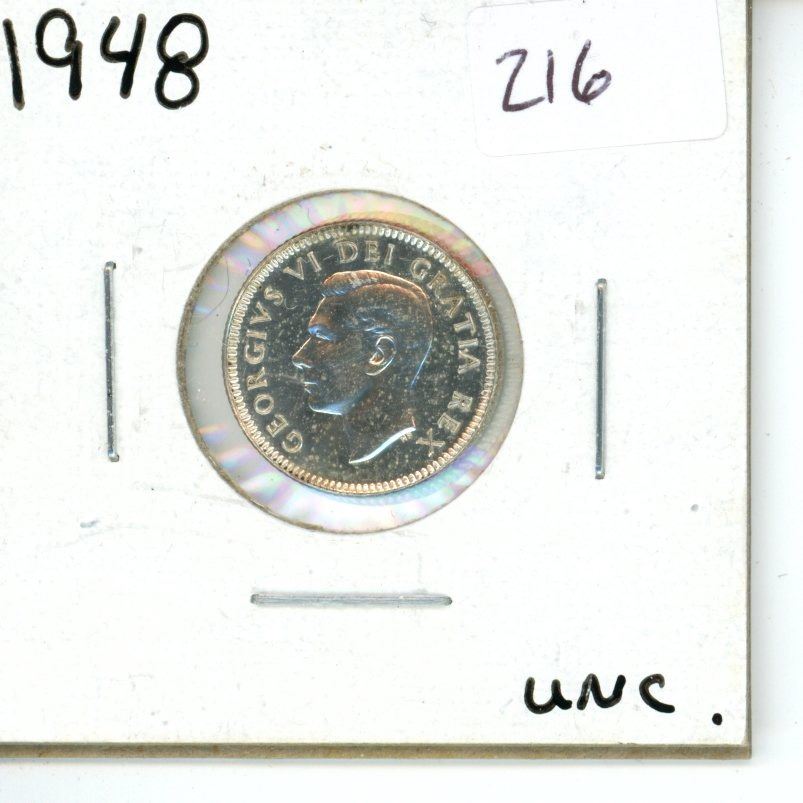 1948
216
GEORGIVS VI DEI GRATIA REX
UNC.